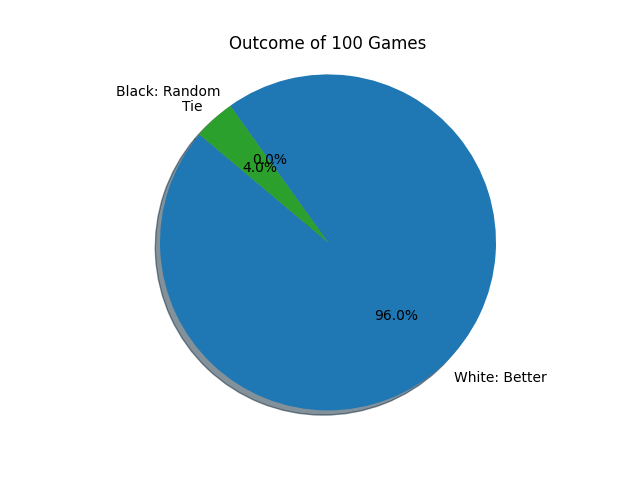 Outcome of 100 Games
Black: Random
Tie
0.0%
4.0%
96.0%
White: Better